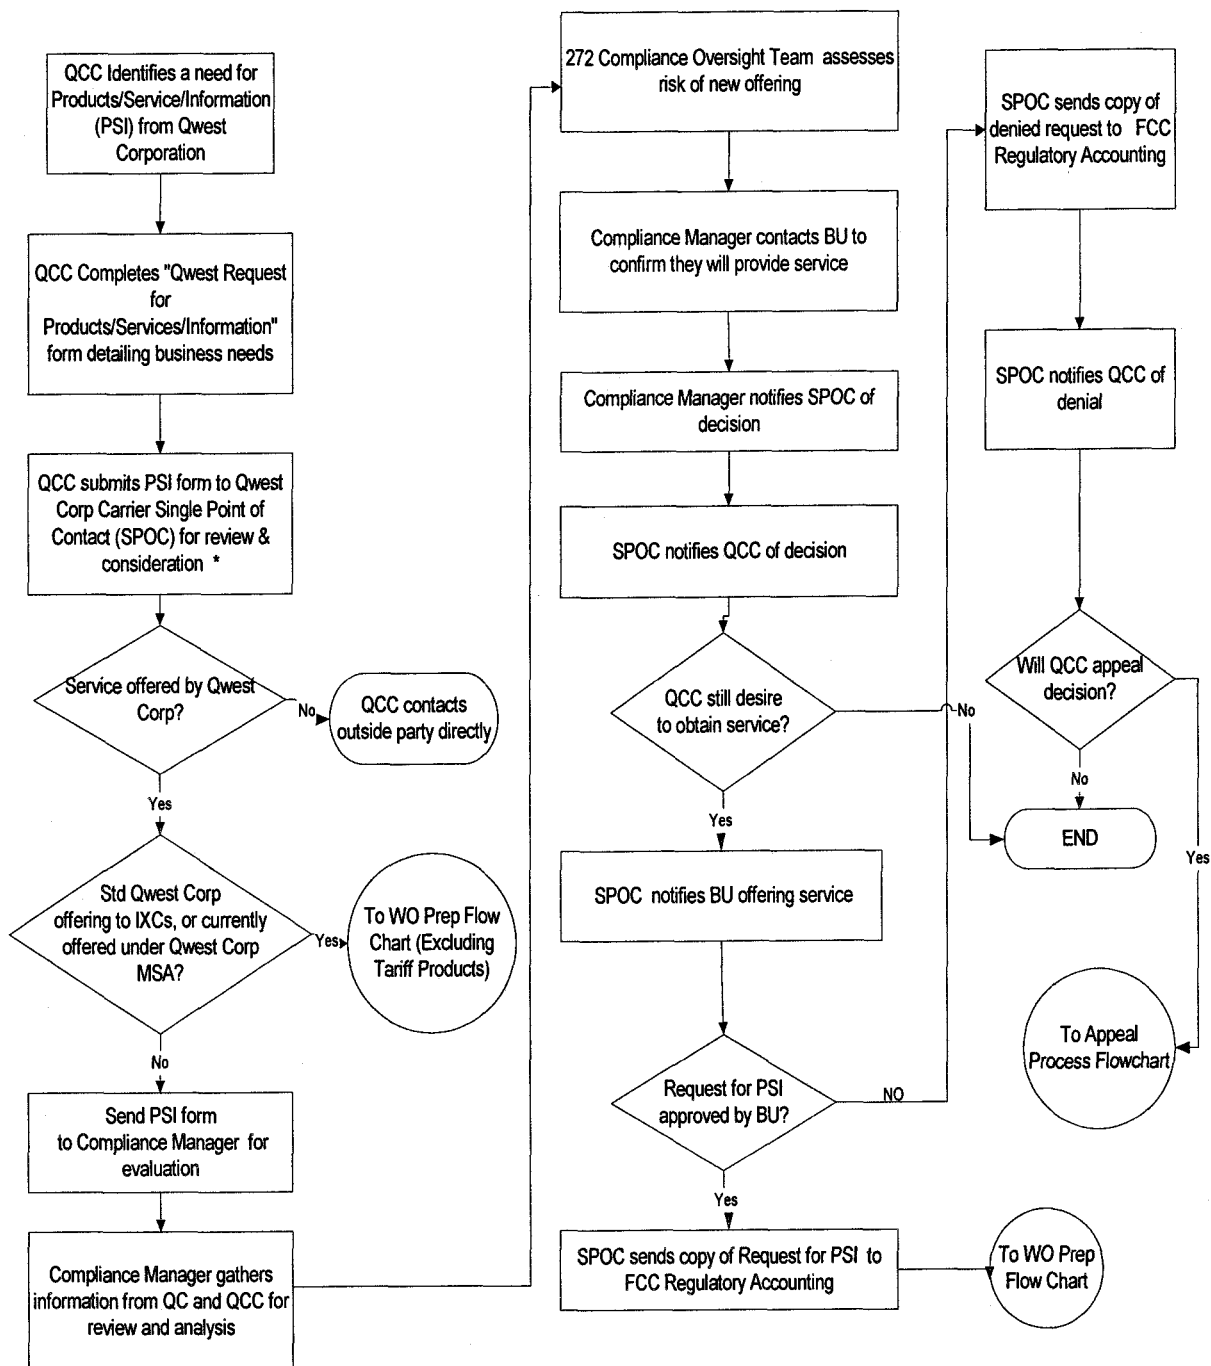 QCC Identifies a need for
Products/Service/Information
(PSI) from Qwest
Corporation
QCC Completes "Qwest Request
for
Products/Services/Information"
form detailing business needs
QCC submits PSI form to Qwest
Corp Carrier Single Point of
Contact (SPOC) for review &
consideration *
Service offered by Qwest
Corp?
No
QCC contacts
outside party directly
Yes
Std Qwest Corp
offering to IXCs, or currently
offered under Qwest Corp
MSA?
Yes
To WO Prep Flow
Chart (Excluding
Tariff Products)
No
Send PSI form
to Compliance Manager for
evaluation
Compliance Manager gathers
information from QC and QCC for
review and analysis
272 Compliance Oversight Team assesses
risk of new offering
Compliance Manager contacts BU to
confirm they will provide service
Compliance Manager notifies SPOC of
decision
SPOC notifies QCC of decision
QCC still desire
to obtain service?
No
Yes
SPOC notifies BU offering service
Request for PSI
approved by BU?
NO
Yes
SPOC sends copy of Request for PSI to
FCC Regulatory Accounting
To WO Prep
Flow Chart
SPOC sends copy of
denied request to FCC
Regulatory Accounting
SPOC notifies QCC of
denial
Will QCC appeal
decision?
No
END
Yes
To Appeal
Process Flowchart